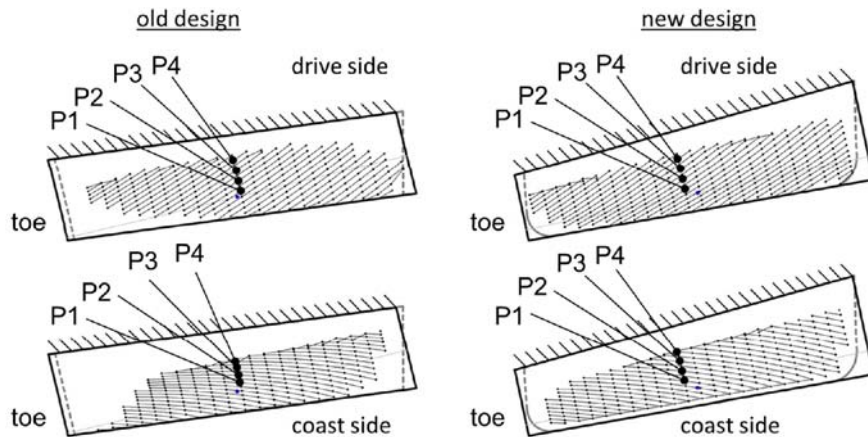 old design
new design
P4
P3
P2
P1
drive side
toe
P4
P3
P2
P1
drive side
toe
P4
P3
P2
P1
toe
coast side
P4
P3
P2
P1
toe
coast side